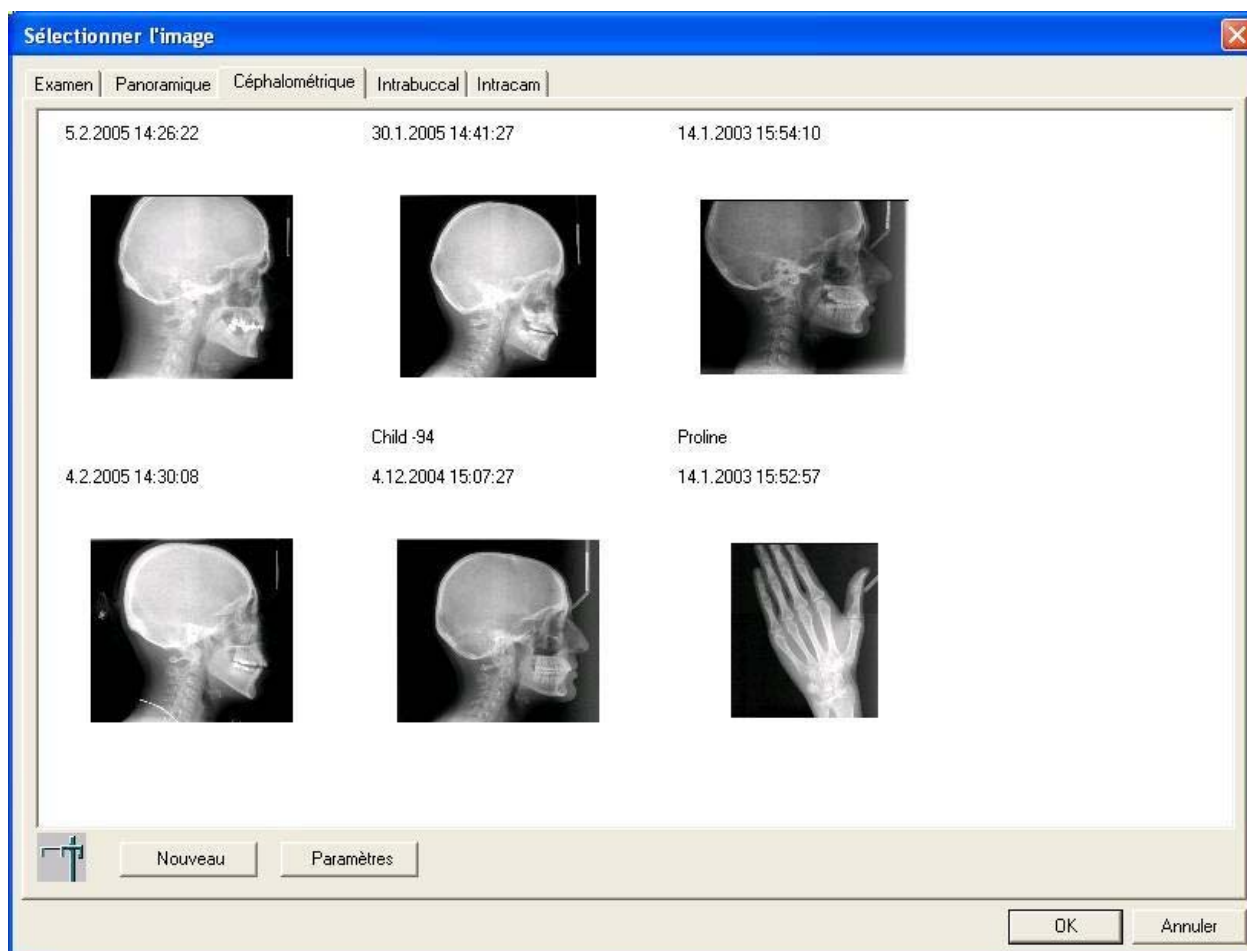 Sélectionner l'image
Examen Panoramique Céphalométrique Intrabuccal Intracam
5.2.2005 14:26:22 30.1.2005 14:41:27 14.1.2003 15:54:10
Child -94 Proline
4.2.2005 14:30:08 4.12.2004 15:07:27 14.1.2003 15:52:57
Nouveau Paramètres
OK Annuler